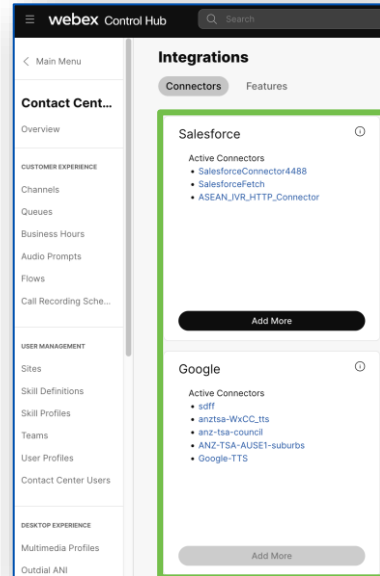 webex Control Hub
Search
Main Menu
Contact Cent...
Overview
CUSTOMER EXPERIENCE
Channels
Queues
Business Hours
Audio Prompts
Flows
Call Recording Sche...
USER MANAGEMENT
Sites
Skill Definitions
Skill Profiles
Teams
User Profiles
Contact Center Users
DESKTOP EXPERIENCE
Multimedia Profiles
Outdial ANI
Integrations
Connectors Features
Salesforce
Active Connectors
• SalesforceConnector4488
• SalesforceFetch
• ASEAN_IVR_HTTP_Connector
Add More
Google
Active Connectors
• sdff
• anztsa-WxCC_tts
• anz-tsa-council
• ANZ-TSA-AUSE1-suburbs
• Google-TTS
Add More